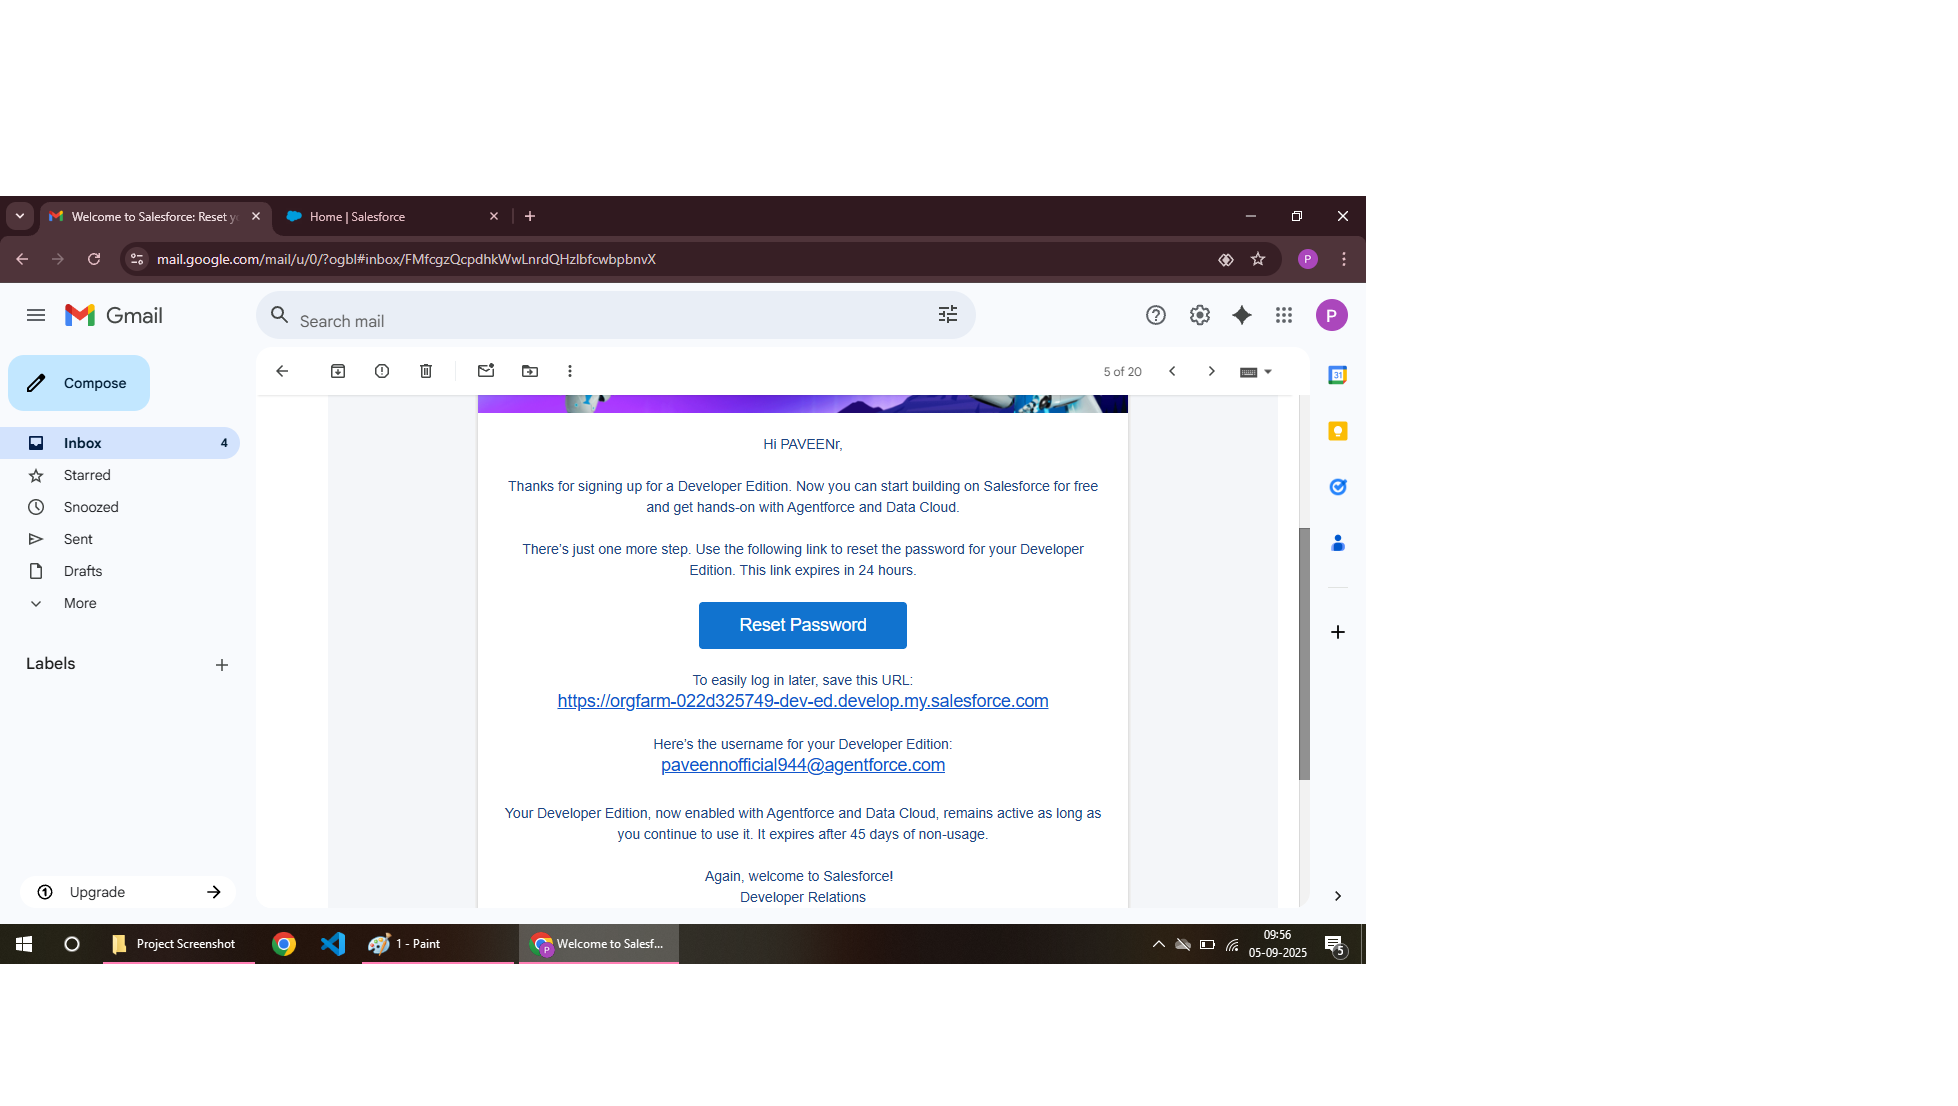 Welcome to Salesforce: Reset y
Home | Salesforce
mail.google.com/mail/u/0/?ogbl#inbox/FMfcgzQcpdhkWwLnrdQHzlbfcwbpbnvX
P
Gmail
Search mail
P
Compose
5 of 20
31
Inbox 4
Starred
Snoozed
Sent
Drafts
More
Labels
Upgrade
Hi PAVEENr,
Thanks for signing up for a Developer Edition. Now you can start building on Salesforce for free
and get hands-on with Agentforce and Data Cloud.
There's just one more step. Use the following link to reset the password for your Developer
Edition. This link expires in 24 hours.
Reset Password
To easily log in later, save this URL:
https://orgfarm-022d325749-dev-ed.develop.my.salesforce.com
Here's the username for your Developer Edition:
paveennofficial944@agentforce.com
Your Developer Edition, now enabled with Agentforce and Data Cloud, remains active as long as
you continue to use it. It expires after 45 days of non-usage.
Again, welcome to Salesforce!
Developer Relations
Project Screenshot
1 - Paint
P
Welcome to Salesf...
09:56
05-09-2025
5